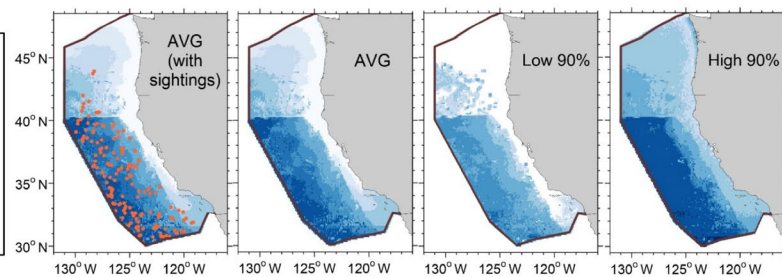 AVG
(with
sightings)
AVG
Low 90%
High 90%
45° N
40° N
35° N
30° N
130° W 125° W 120° W
130° W 125° W 120° W
130° W 125° W 120° W
130° W 125° W 120° W